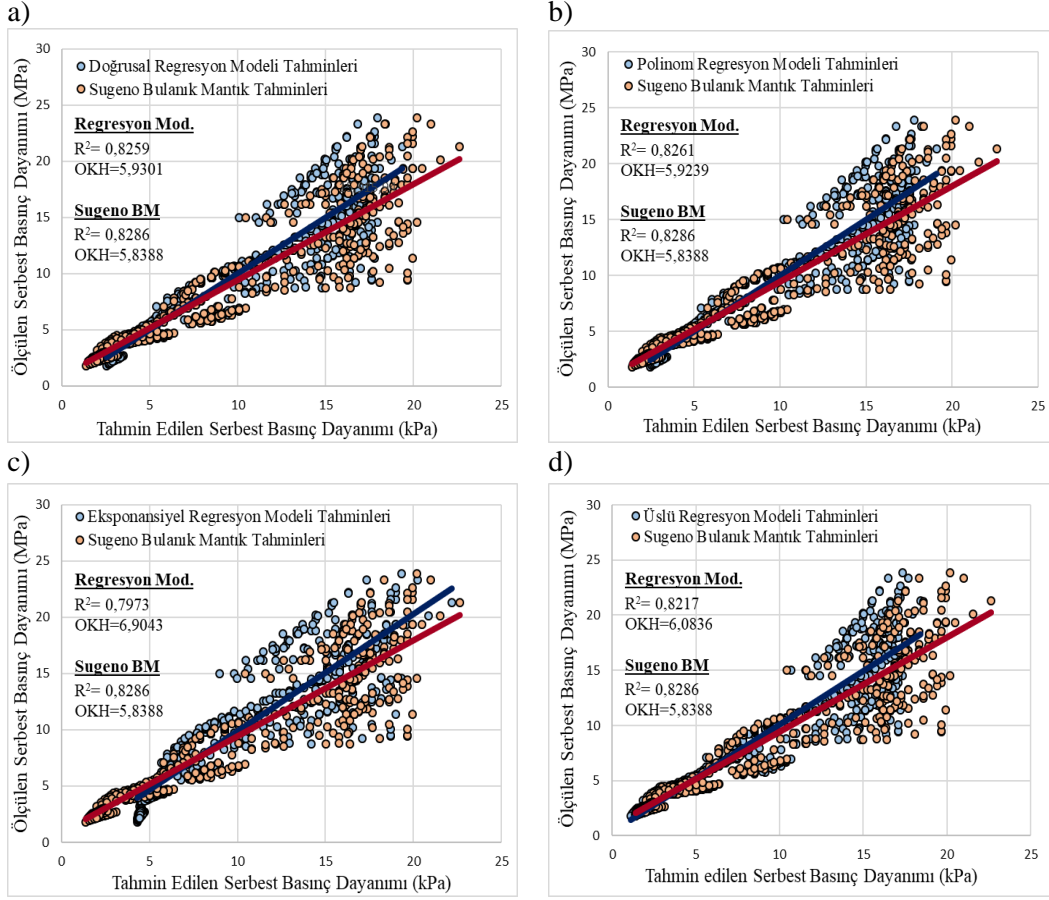 a)
Ölçülen Serbest Basınç Dayanımı (MPa)
30
25
20
15
10
5
0
Doğrusal Regresyon Modeli Tahminleri
Sugeno Bulanık Mantık Tahminleri
Regresyon Mod.
R²= 0,8259
OKH=5,9301
Sugeno BM
R²= 0,8286
OKH=5,8388
0 5 10 15 20 25
Tahmin Edilen Serbest Basınç Dayanımı (kPa)
b)
Ölçülen Serbest Basınç Dayanımı (MPa)
30
25
20
15
10
5
0
Polinom Regresyon Modeli Tahminleri
Sugeno Bulanık Mantık Tahminleri
Regresyon Mod.
R²= 0,8261
OKH=5,9239
Sugeno BM
R²= 0,8286
OKH=5,8388
0 5 10 15 20 25
Tahmin Edilen Serbest Basınç Dayanımı (kPa)
c)
Ölçülen Serbest Basınç Dayanımı (MPa)
30
25
20
15
10
5
0
Eksponansiyel Regresyon Modeli Tahminleri
Sugeno Bulanık Mantık Tahminleri
Regresyon Mod.
R²= 0,7973
OKH=6,9043
Sugeno BM
R²= 0,8286
OKH=5,8388
0 5 10 15 20 25
Tahmin Edilen Serbest Basınç Dayanımı (kPa)
d)
Ölçülen Serbest Basınç Dayanımı (MPa)
30
25
20
15
10
5
0
Üslü Regresyon Modeli Tahminleri
Sugeno Bulanık Mantık Tahminleri
Regresyon Mod.
R²= 0,8217
OKH=6,0836
Sugeno BM
R²= 0,8286
OKH=5,8388
0 5 10 15 20 25
Tahmin edilen Serbest Basınç Dayanımı (kPa)